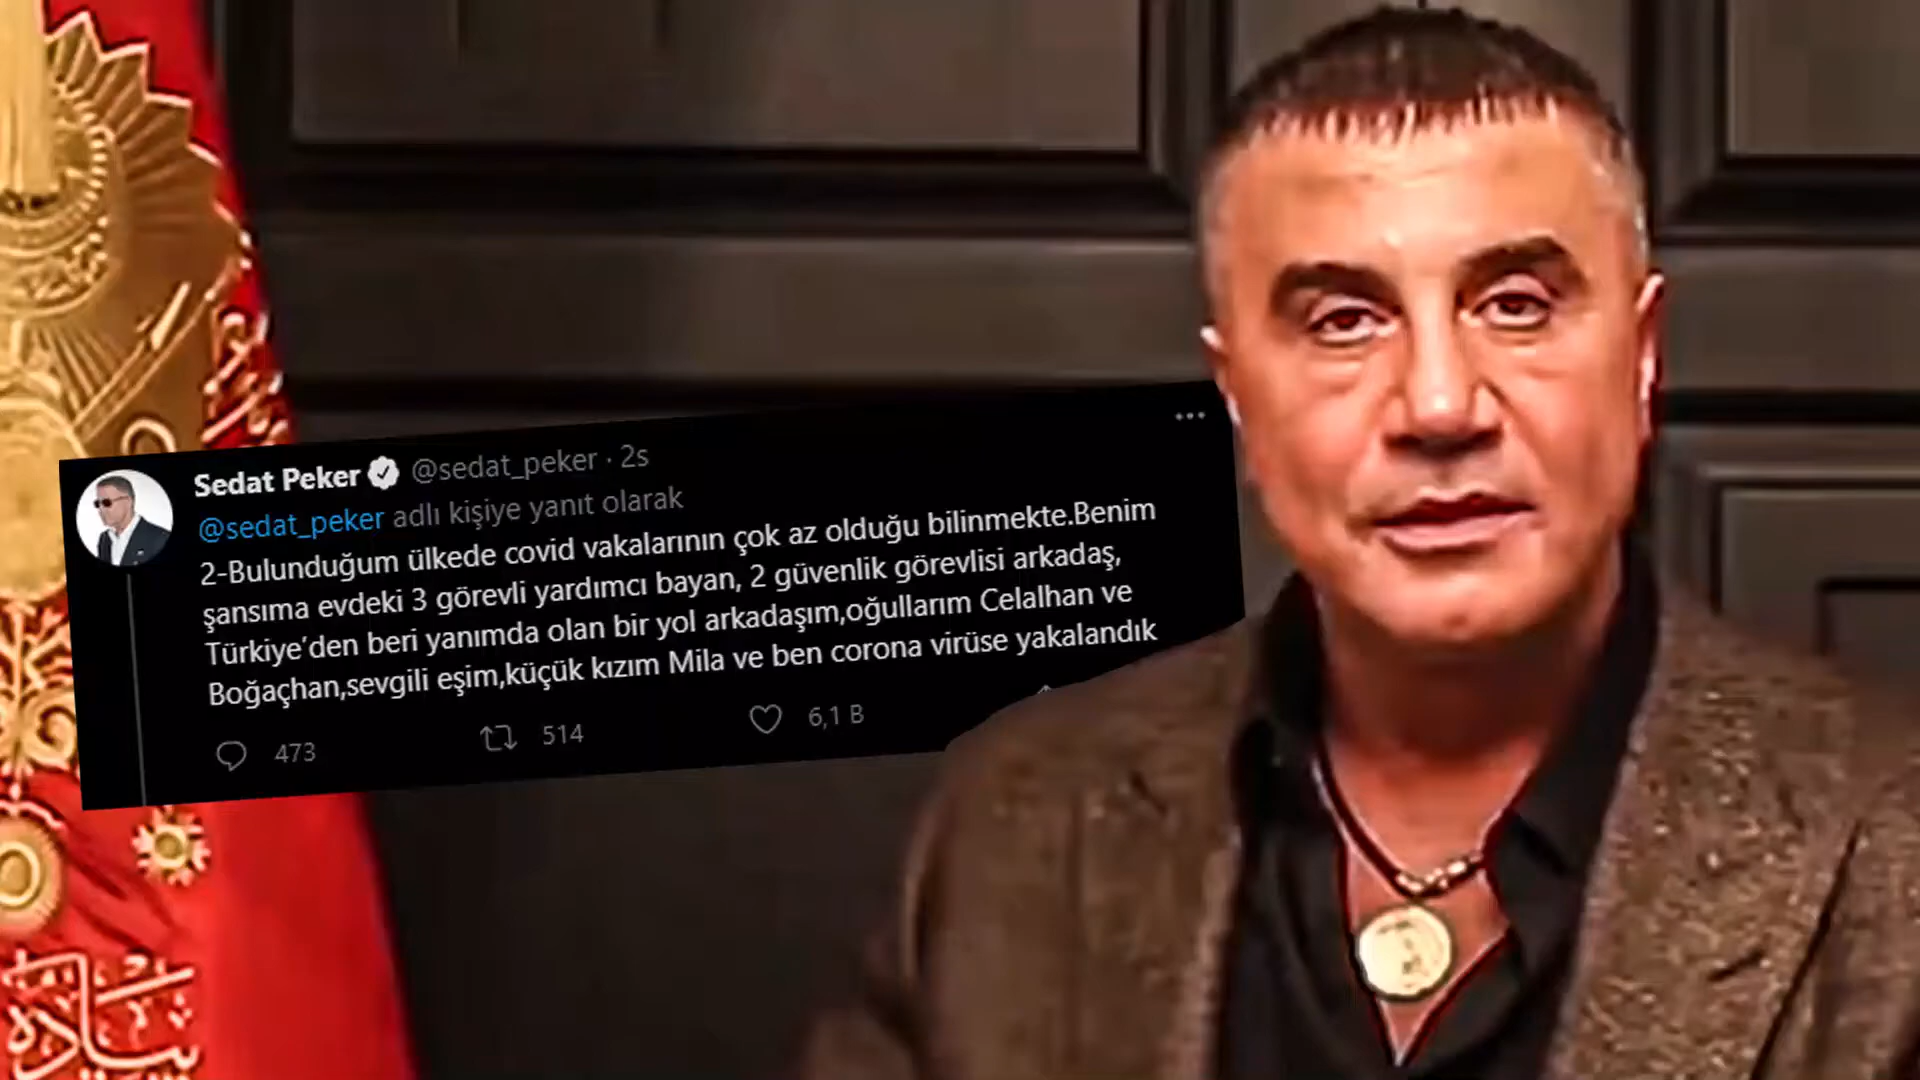 Sedat Peker @sedat_peker · 2s
@sedat_peker adlı kişiye yanıt olarak
2-Bulunduğum ülkede covid vakalarının çok az olduğu bilinmekte.Benim
şansıma evdeki 3 görevli yardımcı bayan, 2 güvenlik görevlisi arkadaş,
Türkiye’den beri yanımda olan bir yol arkadaşım,oğullarım Celalhan ve
Boğaçhan,sevgili eşim,küçük kızım Mila ve ben corona virüse yakalandık
473 514 6,1 B